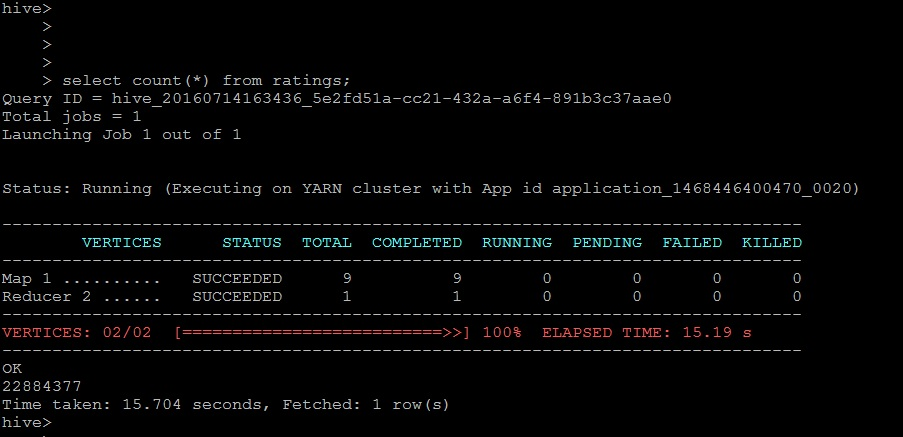 hive>
    >
    >
    >
    > select count(*) from ratings;
Query ID = hive_20160714163436_5e2fd51a-cc21-432a-a6f4-891b3c37aae0
Total jobs = 1
Launching Job 1 out of 1
Status: Running (Executing on YARN cluster with App id application_1468446400470_0020)
--------------------------------------------------------------------------------
        VERTICES      STATUS  TOTAL  COMPLETED  RUNNING  PENDING  FAILED  KILLED
--------------------------------------------------------------------------------
Map 1 ..........   SUCCEEDED      9          9        0        0       0       0
Reducer 2 ......   SUCCEEDED      1          1        0        0       0       0
--------------------------------------------------------------------------------
VERTICES: 02/02  [==========================>>] 100%  ELAPSED TIME: 15.19 s
--------------------------------------------------------------------------------
OK
22884377
Time taken: 15.704 seconds, Fetched: 1 row(s)
hive>